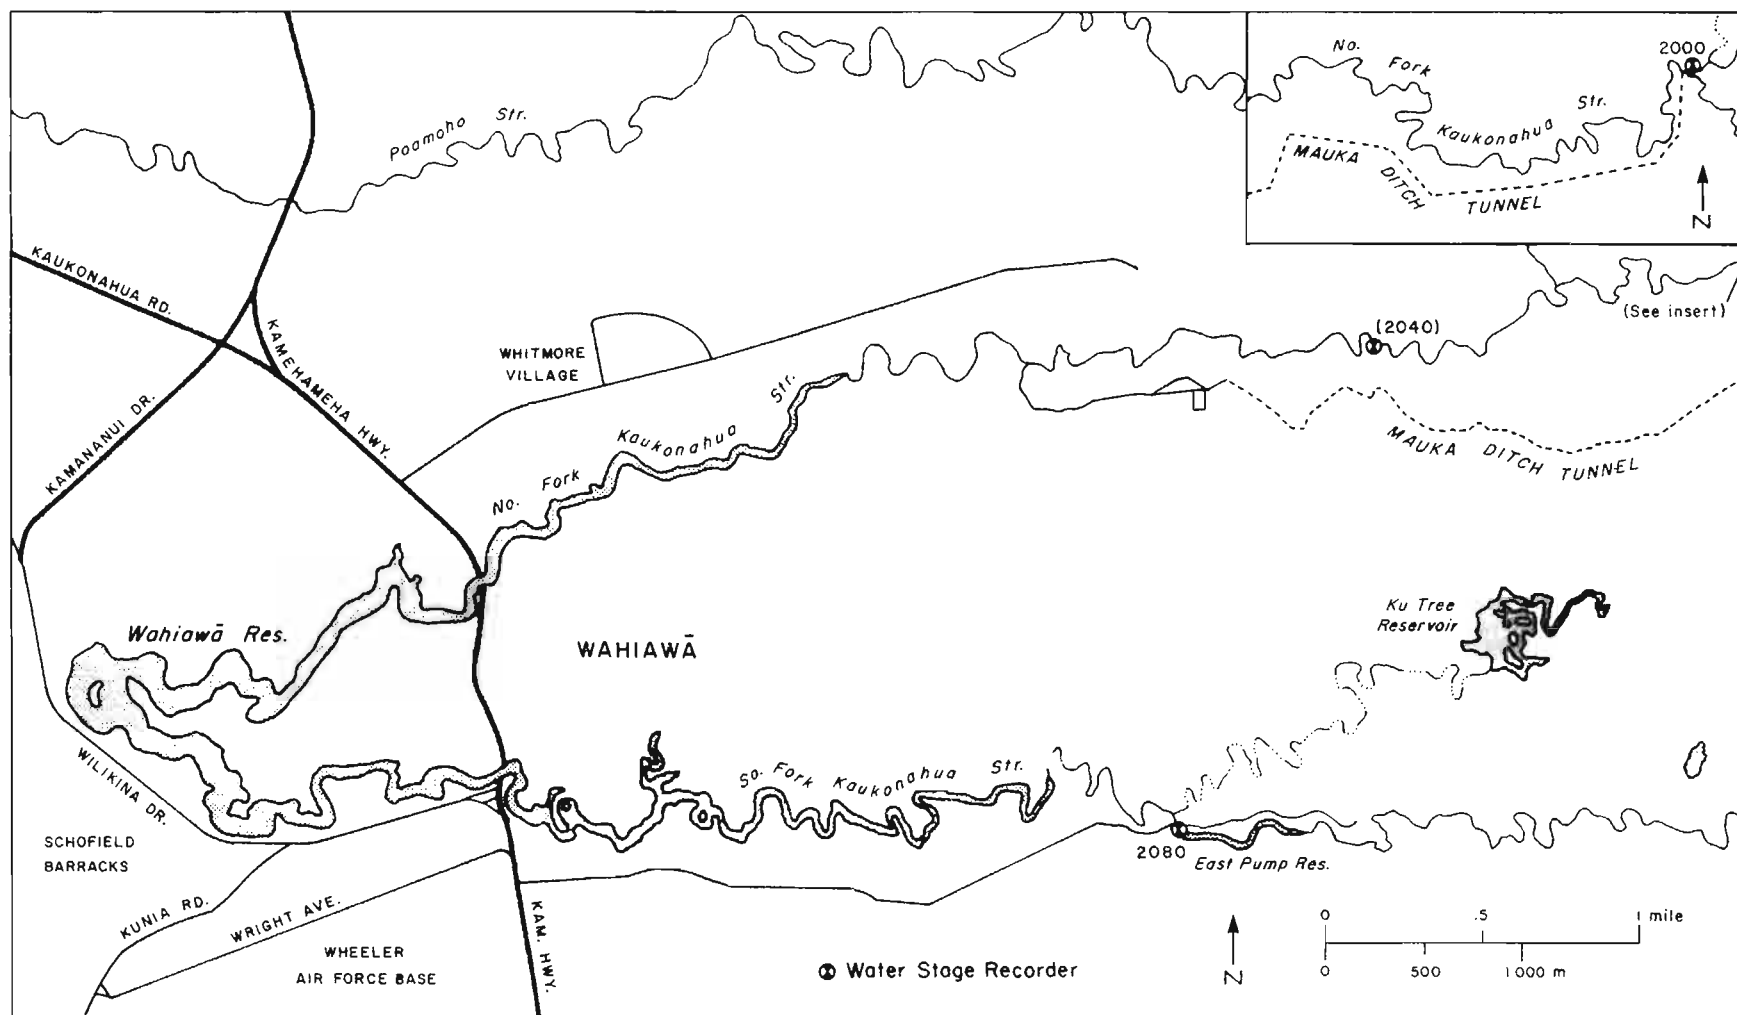 No.
Fork
2000
Str.
Kaukonahua
MAUKA
DITCH
TUNNEL
N
Poamoho Str.
KAUKONAHUA RD.
KAMEHAMEHA HWY.
KAMANANUI DR.
WHITMORE
VILLAGE
(See insert)
(2040)
MAUKA DITCH TUNNEL
No. Fork Kaukonahua Str.
Wahiawā Res.
WAHIAWĀ
Ku Tree
Reservoir
WILIKINA DR.
So. Fork Kaukonahua Str.
SCHOFIELD
BARRACKS
2080
East Pump Res.
KUNIA RD.
WRIGHT AVE.
WHEELER
AIR FORCE BASE
KAM. HWY.
Water Stage Recorder
N
0 .5 1 mile
0 500 1000 m